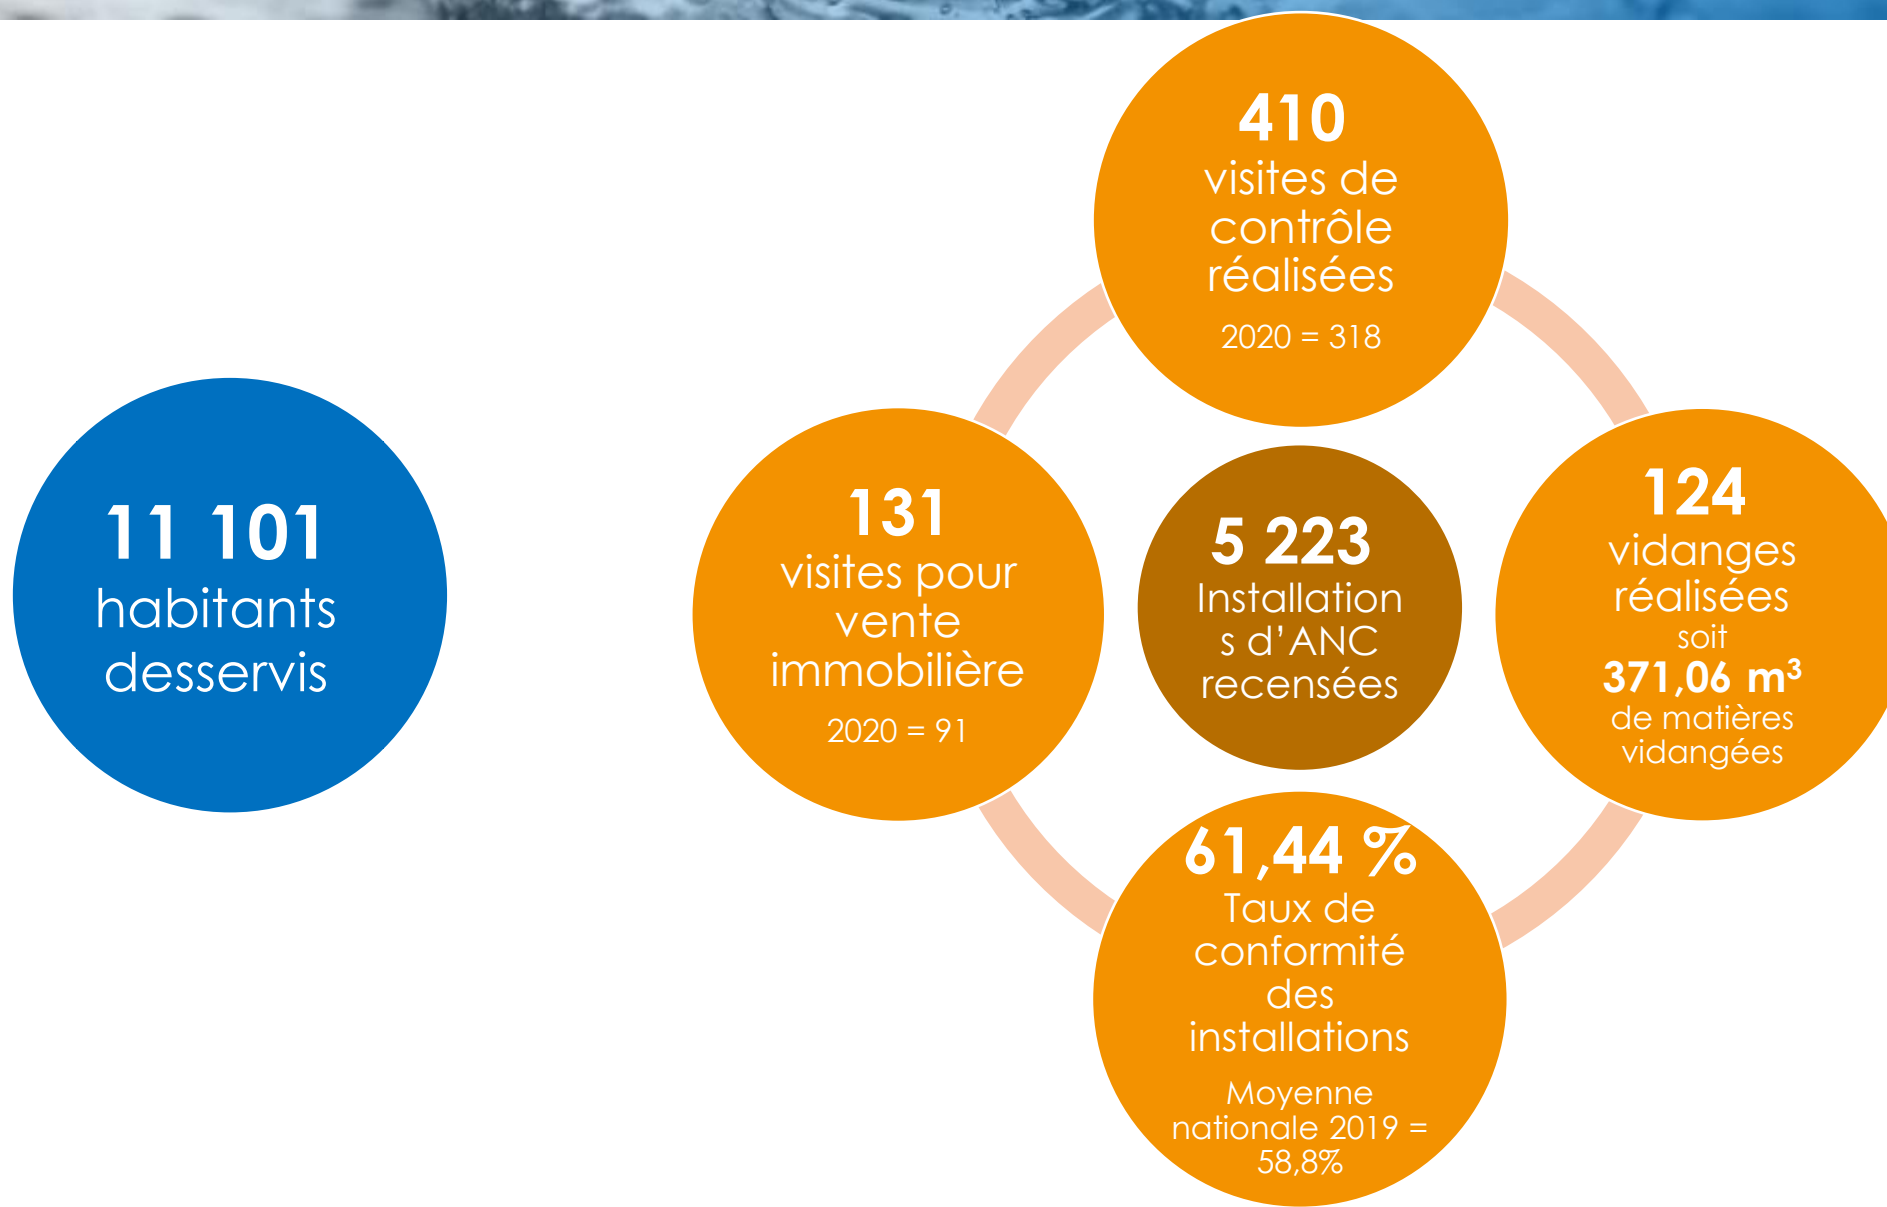 11 101
habitants
desservis
410
visites de
contrôle
réalisées
2020 = 318
131
visites pour
vente
immobilière
2020 = 91
5 223
Installation
s d’ANC
recensées
124
vidanges
réalisées
soit
371,06 m³
de matières
vidangées
61,44 %
Taux de
conformité
des
installations
Moyenne
nationale 2019 =
58,8%